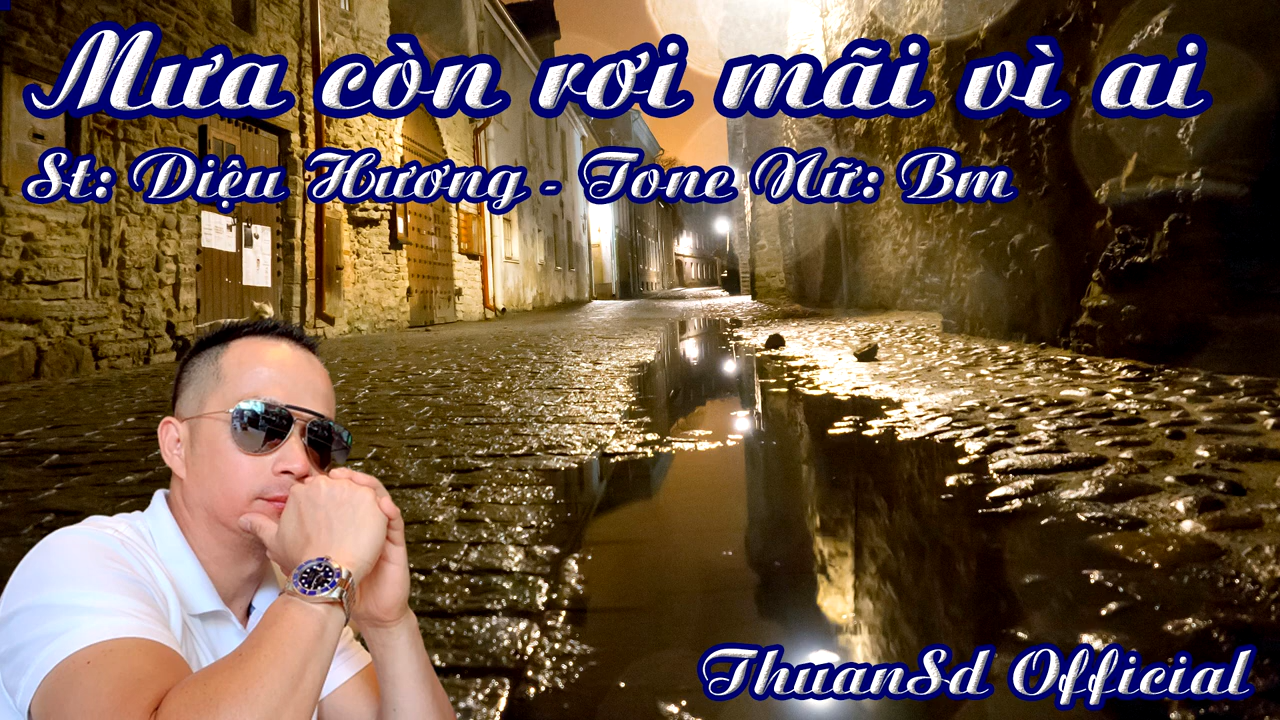 Mưa còn rơi mãi vì ai
St: Diệu Hương - Tone Nữ: Bm
ThuanSd Official